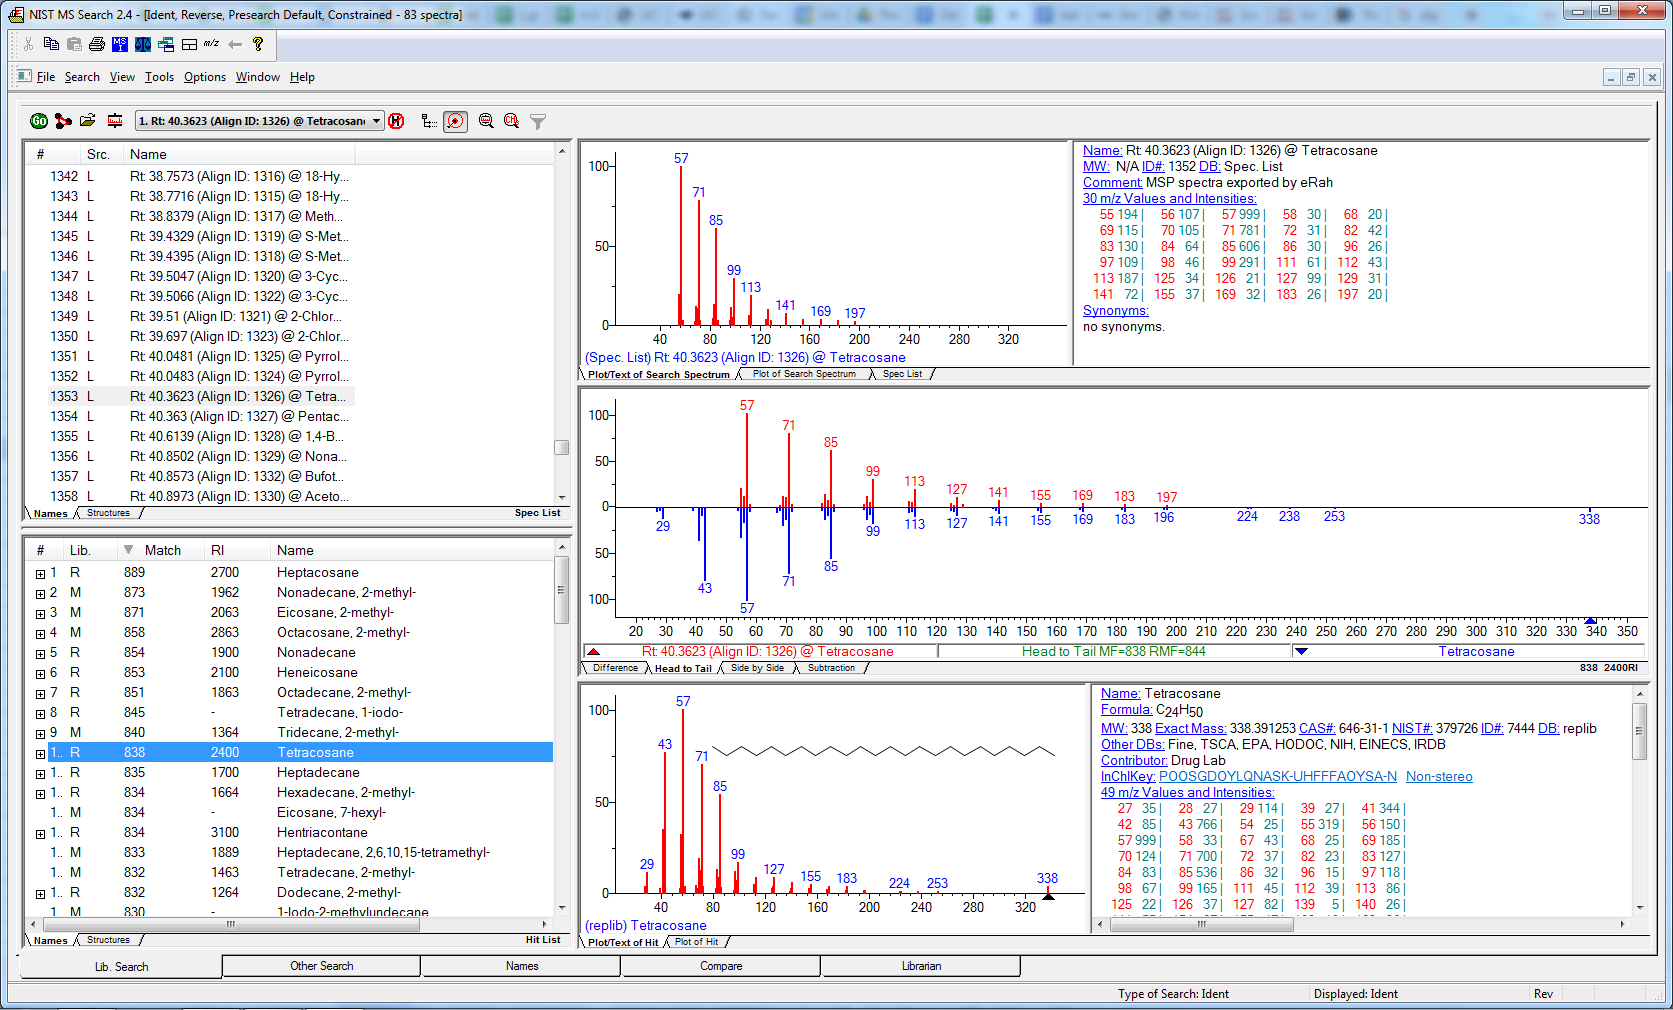 NIST MS Search 2.4 - [Ident, Reverse, Presearch Default, Constrained - 83 spectra]
MS
m/z
File Search View Tools Options Window Help
GO
1. Rt: 40.3623 (Align ID: 1326) @ Tetracosane
# Src. Name
1342 L Rt: 38.7573 (Align ID: 1316) @ 18-Hy...
1343 L Rt: 38.7716 (Align ID: 1315) @ 18-Hy...
1344 L Rt: 38.8379 (Align ID: 1317) @ Meth...
1345 L Rt: 39.4329 (Align ID: 1319) @ S-Met...
1346 L Rt: 39.4395 (Align ID: 1318) @ S-Met...
1347 L Rt: 39.5047 (Align ID: 1320) @ 3-Cyc...
1348 L Rt: 39.5066 (Align ID: 1322) @ 3-Cyc...
1349 L Rt: 39.51 (Align ID: 1321) @ 2-Chlor...
1350 L Rt: 39.697 (Align ID: 1323) @ 2-Chlor...
1351 L Rt: 40.0481 (Align ID: 1325) @ Pyrrol...
1352 L Rt: 40.0483 (Align ID: 1324) @ Pyrrol...
1353 L Rt: 40.3623 (Align ID: 1326) @ Tetra...
1354 L Rt: 40.363 (Align ID: 1327) @ Pentac...
1355 L Rt: 40.6139 (Align ID: 1328) @ 1,4-B...
1356 L Rt: 40.8502 (Align ID: 1329) @ Nona...
1357 L Rt: 40.8573 (Align ID: 1332) @ Bufot...
1358 L Rt: 40.8973 (Align ID: 1330) @ Aceto...
Names Structures Spec List
# Lib. Match RI Name
1 R 889 2700 Heptacosane
2 M 873 1962 Nonadecane, 2-methyl-
3 M 871 2063 Eicosane, 2-methyl-
4 M 858 2863 Octacosane, 2-methyl-
5 R 854 1900 Nonadecane
6 R 853 2100 Heneicosane
7 R 851 1863 Octadecane, 2-methyl-
8 R 845 - Tetradecane, 1-iodo-
9 M 840 1364 Tridecane, 2-methyl-
1.. R 838 2400 Tetracosane
1.. R 835 1700 Heptadecane
1.. R 834 1664 Hexadecane, 2-methyl-
1.. M 834 - Eicosane, 7-hexyl-
1.. R 834 3100 Hentriacontane
1.. M 833 1889 Heptadecane, 2,6,10,15-tetramethyl-
1.. M 832 1463 Tetradecane, 2-methyl-
1.. R 832 1264 Dodecane, 2-methyl-
1.. M 830 - 1-Iodo-2-methylundecane
Names Structures Hit List
100 50 0
57 71 85 99 113 141 169 197
40 80 120 160 200 240 280 320
(Spec. List) Rt: 40.3623 (Align ID: 1326) @ Tetracosane
Plot/Text of Search Spectrum Plot of Search Spectrum Spec List
Name: Rt: 40.3623 (Align ID: 1326) @ Tetracosane
MW: N/A ID#: 1352 DB: Spec. List
Comment: MSP spectra exported by eRah
30 m/z Values and Intensities:
55 194 | 56 107 | 57 999 | 58 30 | 68 20 |
69 115 | 70 105 | 71 781 | 72 31 | 82 42 |
83 130 | 84 64 | 85 606 | 86 30 | 96 26 |
97 109 | 98 46 | 99 291 | 111 61 | 112 43 |
113 187 | 125 34 | 126 21 | 127 99 | 129 31 |
141 72 | 155 37 | 169 32 | 183 26 | 197 20 |
Synonyms:
no synonyms.
100 50 0 50 100
57 71 85 99 113 127 141 155 169 183 197
29 43 57 71 85 99 113 127 141 155 169 183 196 224 238 253 338
20 30 40 50 60 70 80 90 100 110 120 130 140 150 160 170 180 190 200 210 220 230 240 250 260 270 280 290 300 310 320 330 340 350
Rt: 40.3623 (Align ID: 1326) @ Tetracosane Head to Tail MF=838 RMF=844 Tetracosane
Difference Head to Tail Side by Side Subtraction 838 2400RI
100 50 0
29 43 57 71 85 99 127 155 183 224 253 338
40 80 120 160 200 240 280 320
(replib) Tetracosane
Plot/Text of Hit Plot of Hit
Name: Tetracosane
Formula: C24H50
MW: 338 Exact Mass: 338.391253 CAS#: 646-31-1 NIST#: 379726 ID#: 7444 DB: replib
Other DBs: Fine, TSCA, EPA, HODOC, NIH, EINECS, IRDB
Contributor: Drug Lab
InChIKey: POOSGDOYLQNASK-UHFFFAOYSA-N Non-stereo
49 m/z Values and Intensities:
27 35 | 28 27 | 29 114 | 39 27 | 41 344 |
42 85 | 43 766 | 54 25 | 55 319 | 56 150 |
57 999 | 58 33 | 67 43 | 68 25 | 69 185 |
70 124 | 71 700 | 72 37 | 82 23 | 83 127 |
84 83 | 85 536 | 86 32 | 96 15 | 97 118 |
98 67 | 99 165 | 111 45 | 112 39 | 113 86 |
125 22 | 126 37 | 127 82 | 139 5 | 140 26 |
Lib. Search Other Search Names Compare Librarian
Type of Search: Ident Displayed: Ident Rev